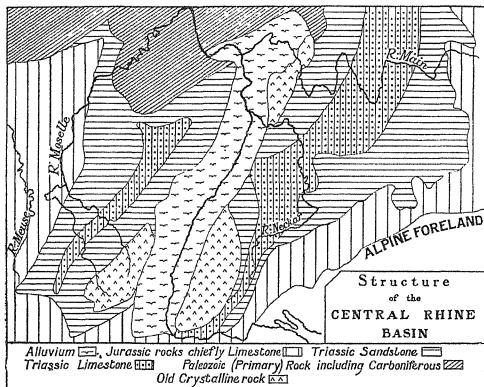 R. Main
R. Moselle
R. Meuse
R. Neckar
ALPINE FORELAND
Structure
of the
CENTRAL RHINE
BASIN
Alluvium Jurassic rocks chiefly Limestone Triassic Sandstone
Triassic Limestone Paleozoic (Primary) Rock including Carboniferous
Old Crystalline rock